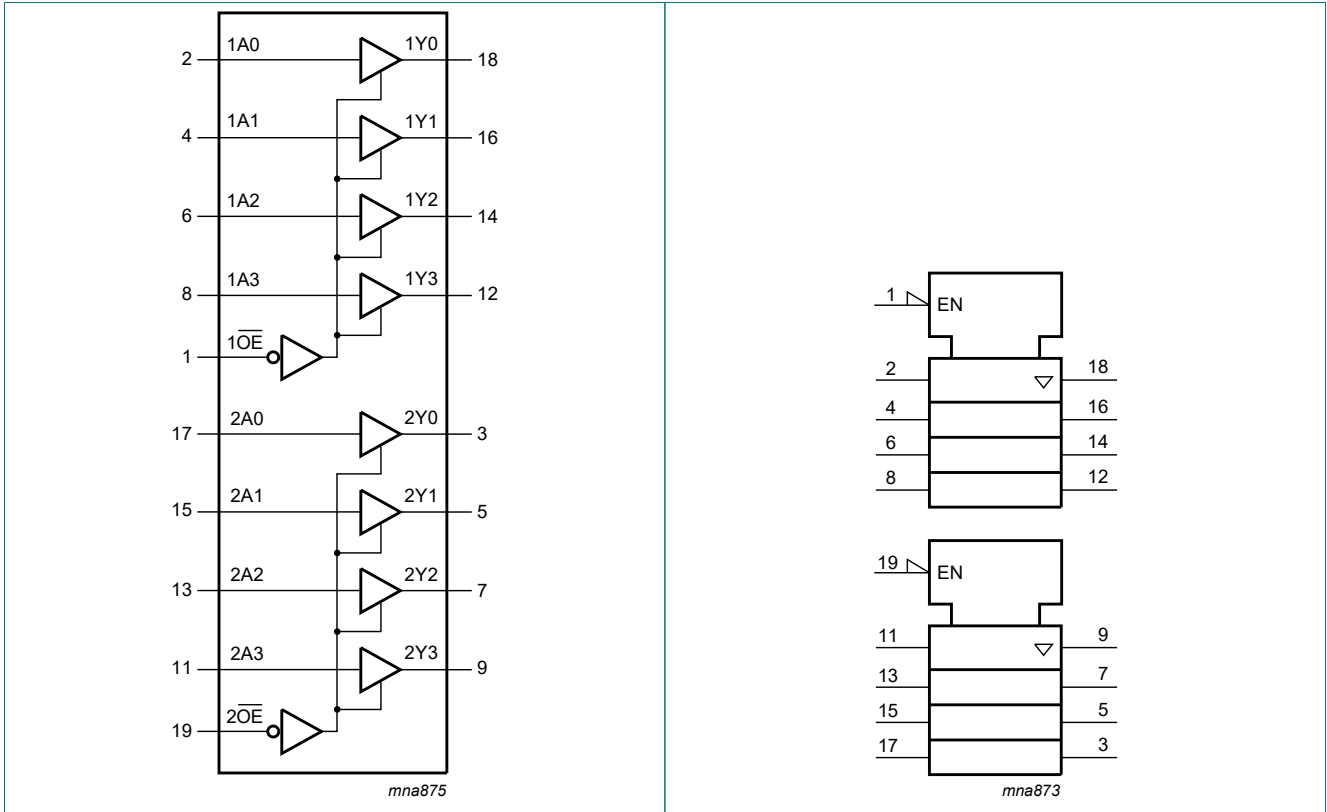 2 1A0 1Y0 18
4 1A1 1Y1 16
6 1A2 1Y2 14
8 1A3 1Y3 12
1 1O̅E̅
17 2A0 2Y0 3
15 2A1 2Y1 5
13 2A2 2Y2 7
11 2A3 2Y3 9
19 2O̅E̅
mna875
1 EN
2 18
4 16
6 14
8 12
19 EN
11 9
13 7
15 5
17 3
mna873